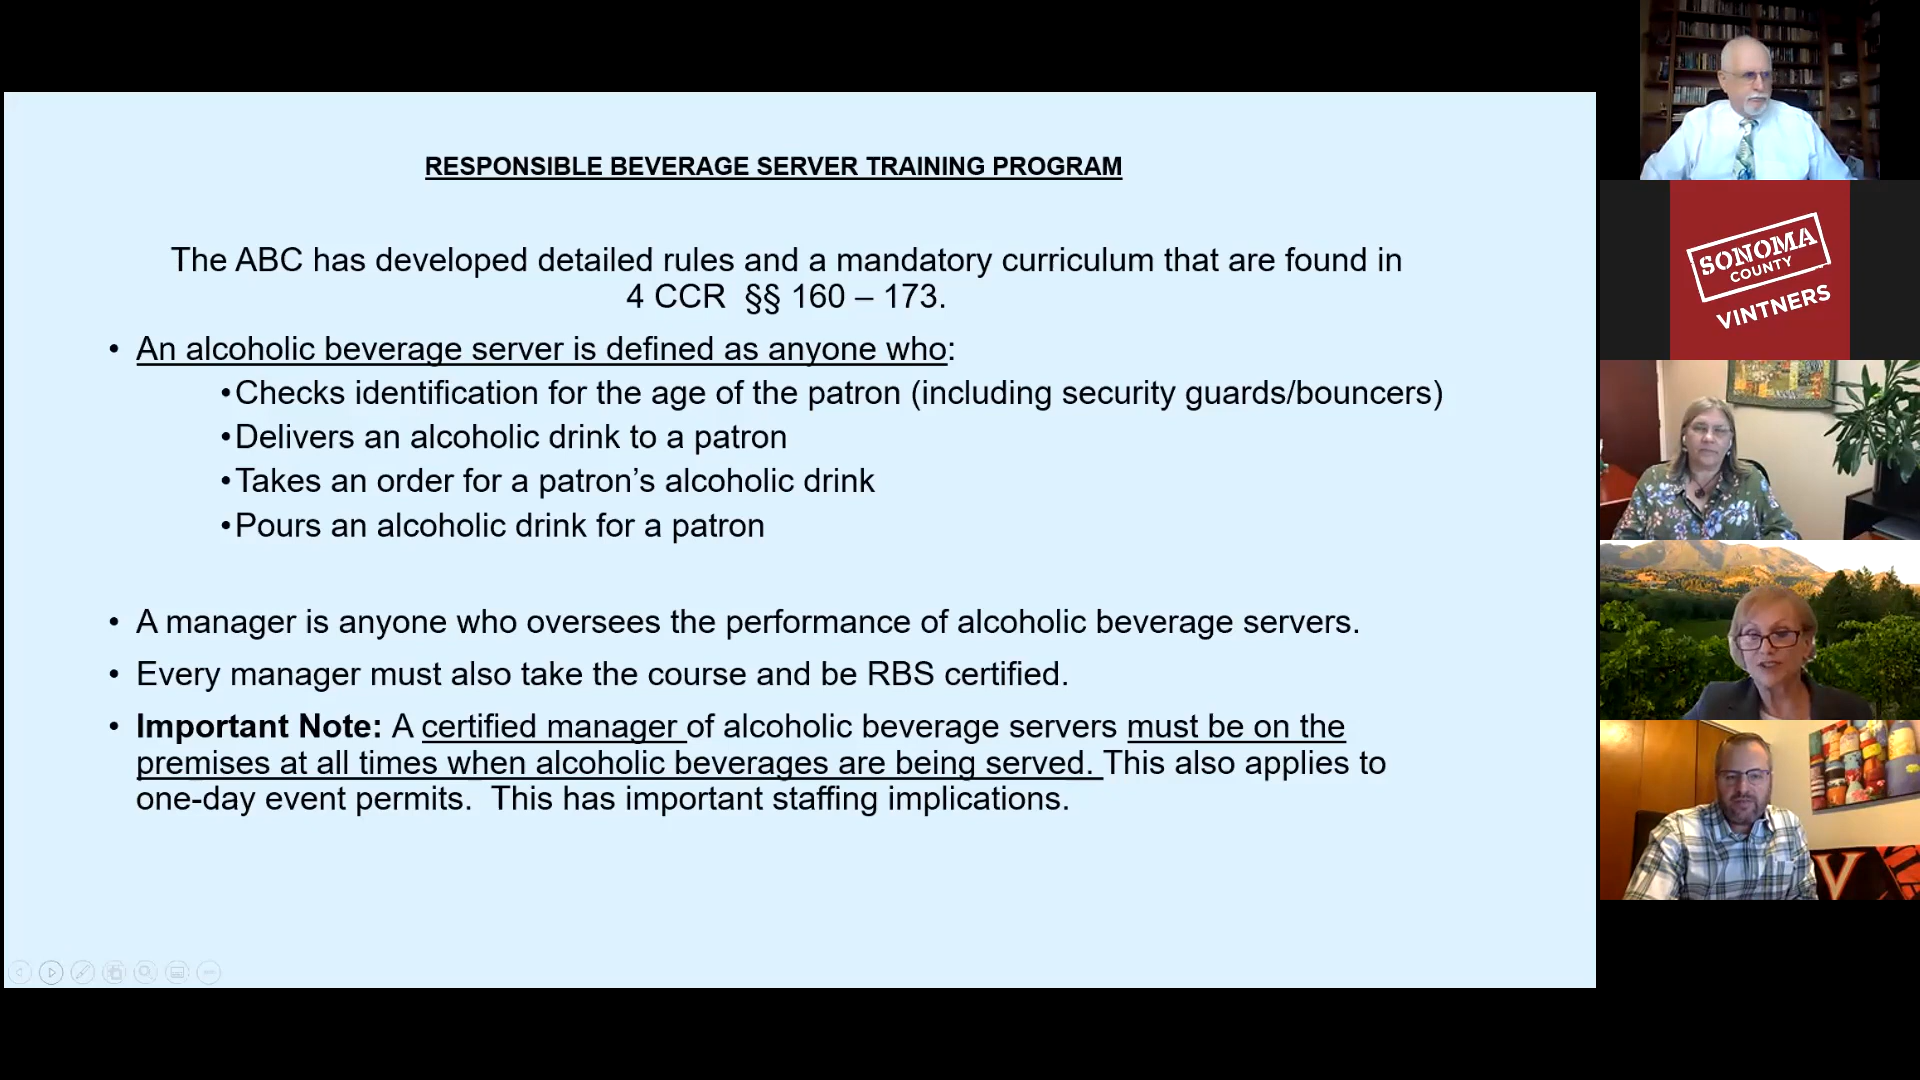 RESPONSIBLE BEVERAGE SERVER TRAINING PROGRAM
The ABC has developed detailed rules and a mandatory curriculum that are found in
4 CCR  §§ 160 – 173.
• An alcoholic beverage server is defined as anyone who:
•Checks identification for the age of the patron (including security guards/bouncers)
•Delivers an alcoholic drink to a patron
•Takes an order for a patron’s alcoholic drink
•Pours an alcoholic drink for a patron
• A manager is anyone who oversees the performance of alcoholic beverage servers.
• Every manager must also take the course and be RBS certified.
• Important Note: A certified manager of alcoholic beverage servers must be on the
premises at all times when alcoholic beverages are being served. This also applies to
one-day event permits.  This has important staffing implications.
SONOMA
COUNTY
VINTNERS
V